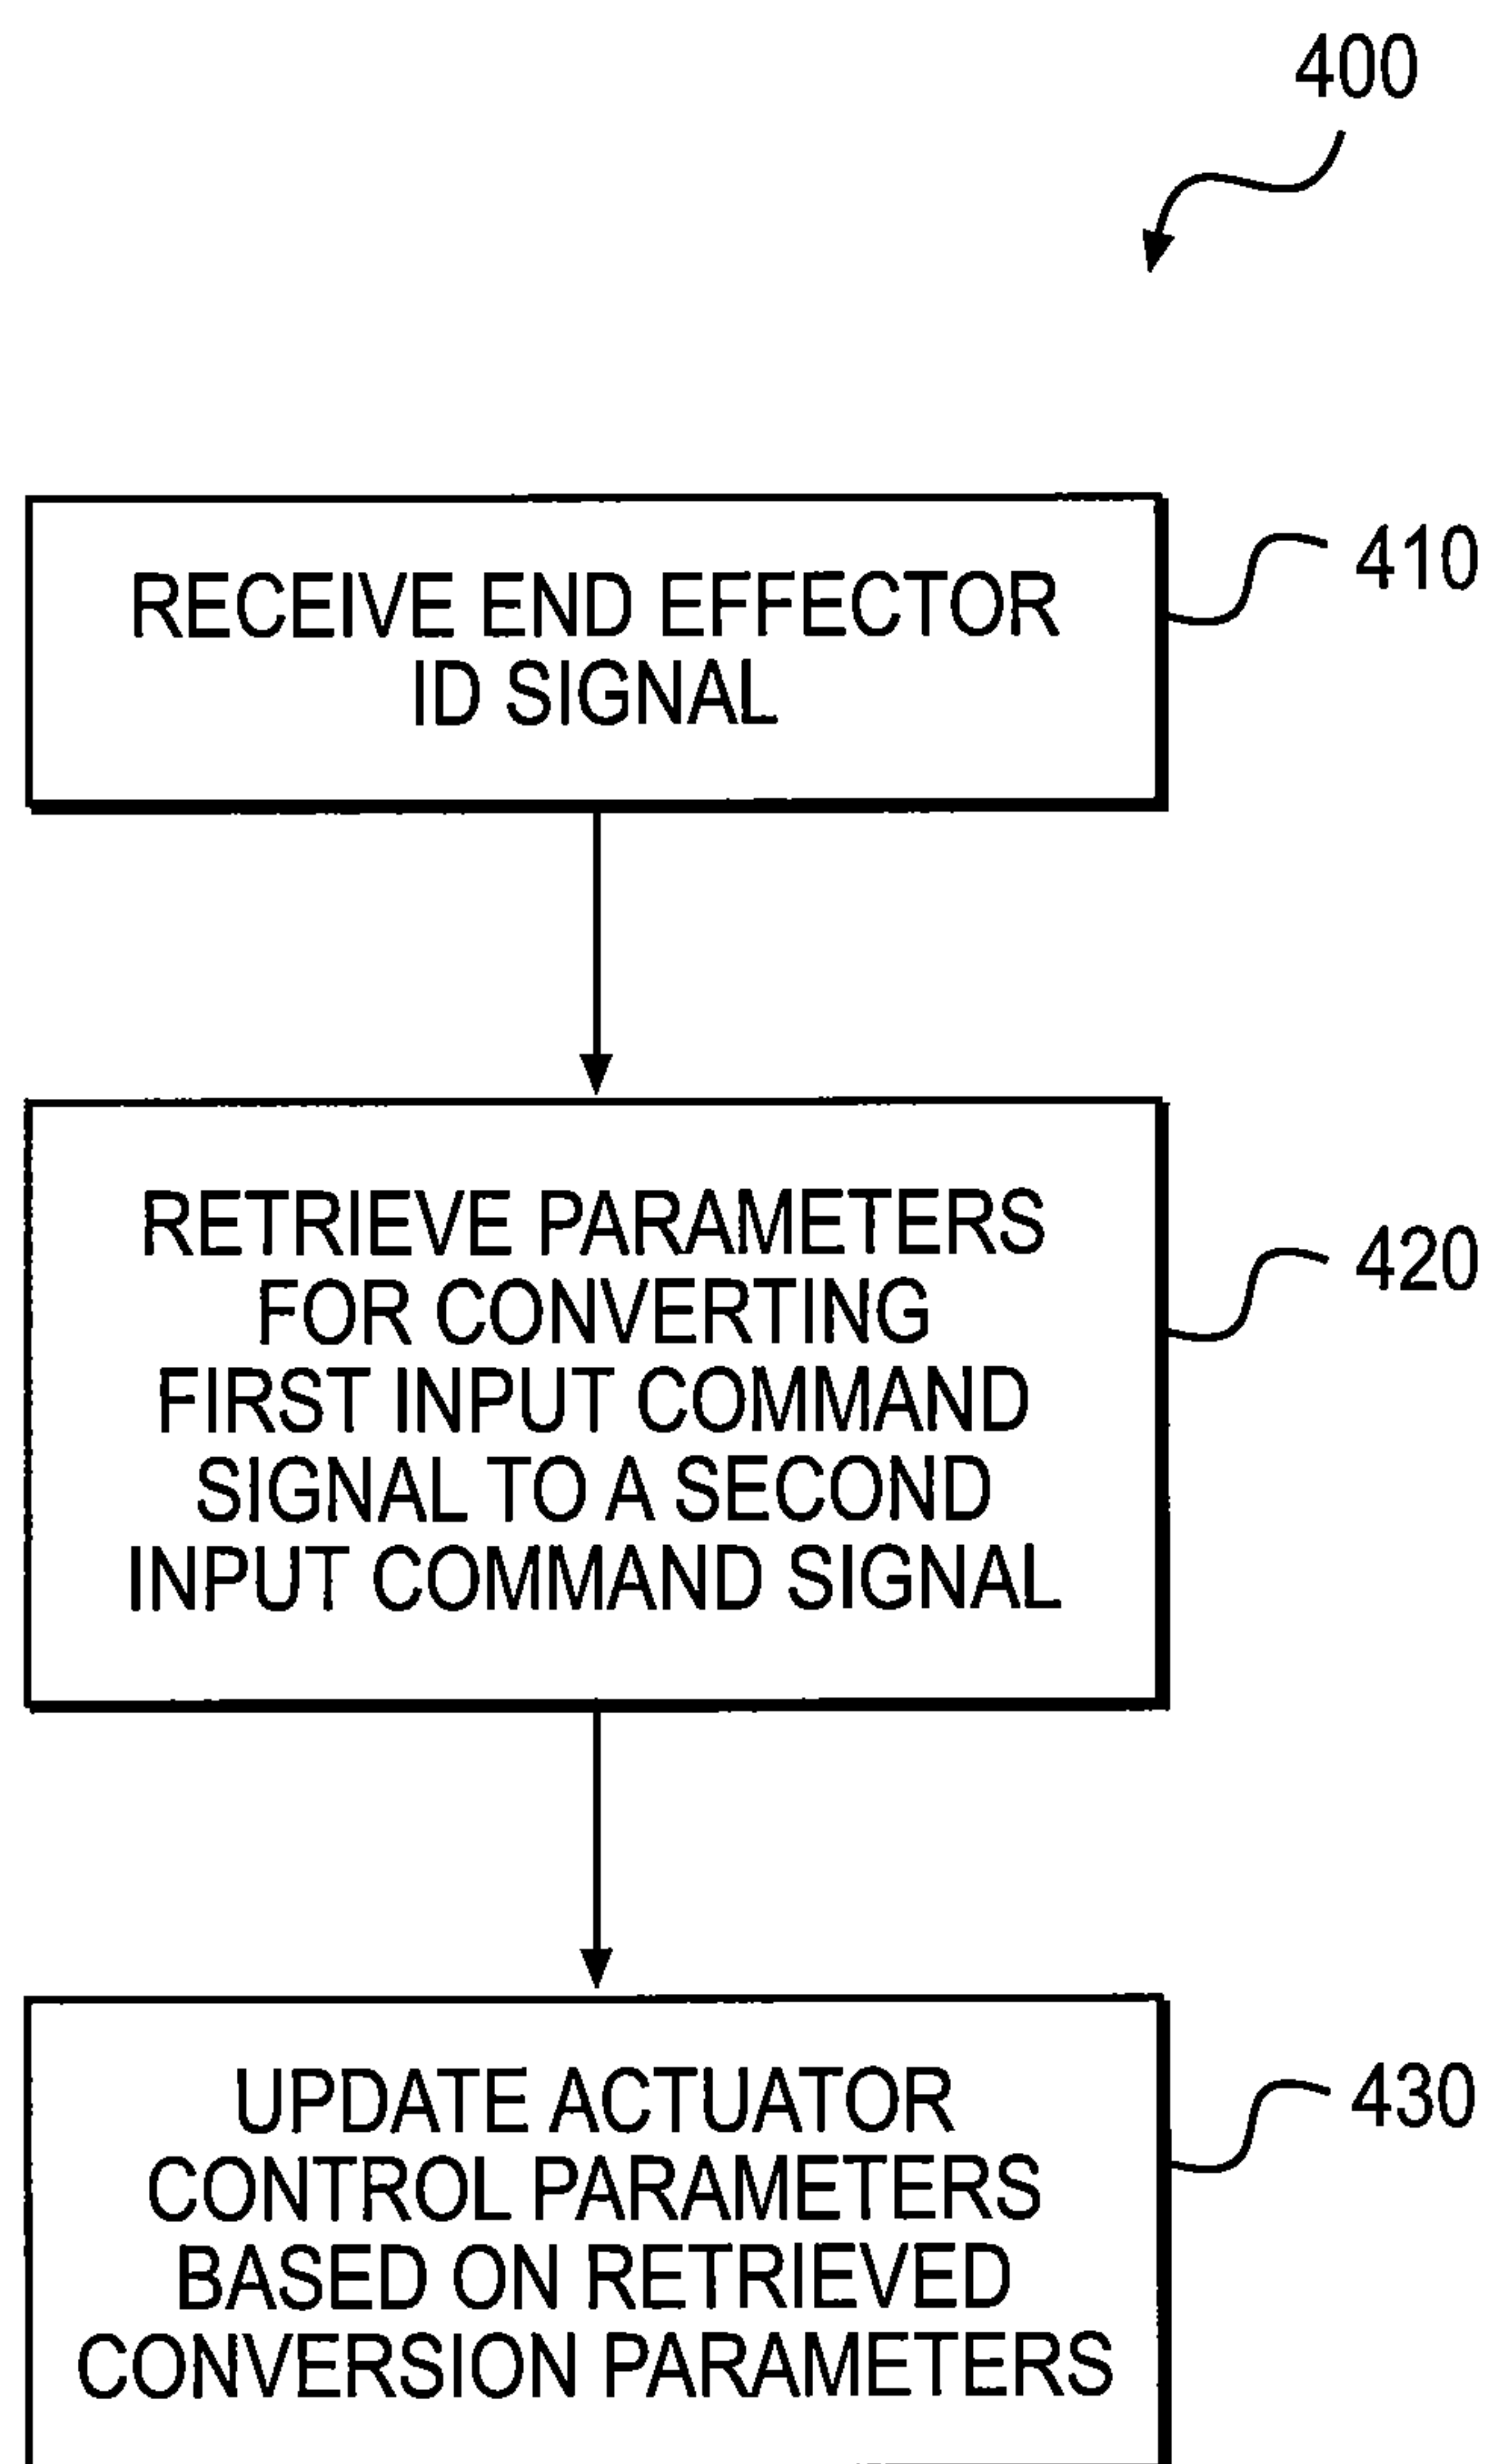 400
RECEIVE END EFFECTOR
ID SIGNAL
410
RETRIEVE PARAMETERS
FOR CONVERTING
FIRST INPUT COMMAND
SIGNAL TO A SECOND
INPUT COMMAND SIGNAL
420
UPDATE ACTUATOR
CONTROL PARAMETERS
BASED ON RETRIEVED
CONVERSION PARAMETERS
430